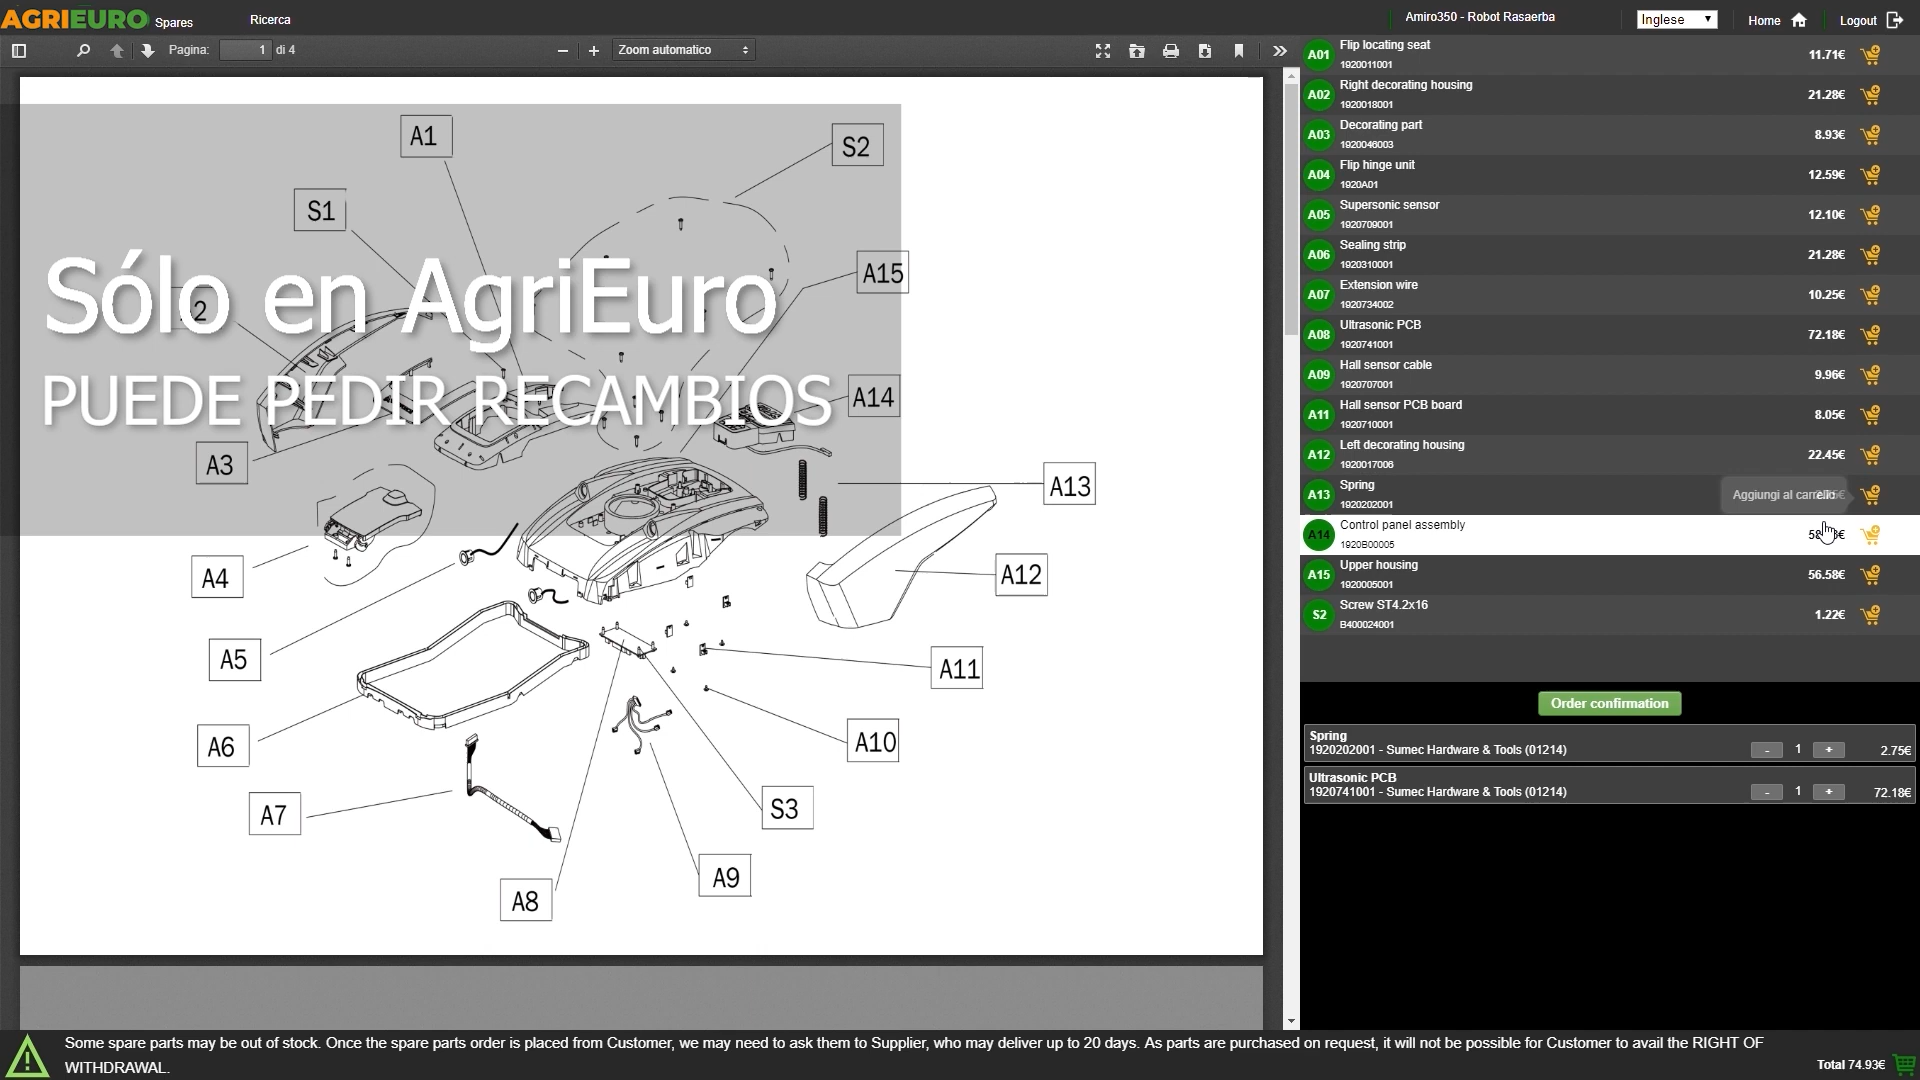 AGRIEURO Spares
Ricerca
Amiro350 - Robot Rasaerba
Inglese
Home
Logout
Pagina: 1 di 4
Zoom automatico
A1
S2
S1
A15
2
Sólo en AgriEuro
PUEDE PEDIR RECAMBIOS
A14
A3
A13
A4
A12
A5
A11
A6
A10
A7
S3
A9
A8
A01 Flip locating seat 11.71€
1920011001
A02 Right decorating housing 21.28€
1920018001
A03 Decorating part 8.93€
1920046003
A04 Flip hinge unit 12.59€
1920A01
A05 Supersonic sensor 12.10€
1920709001
A06 Sealing strip 21.28€
1920310001
A07 Extension wire 10.25€
1920734002
A08 Ultrasonic PCB 72.18€
1920741001
A09 Hall sensor cable 9.96€
1920707001
A11 Hall sensor PCB board 8.05€
1920710001
A12 Left decorating housing 22.45€
1920017006
A13 Spring Aggiungi al carrello
1920202001
A14 Control panel assembly
1920B00005
A15 Upper housing 56.58€
1920005001
S2 Screw ST4.2x16 1.22€
B400024001
Order confirmation
Spring
1920202001 - Sumec Hardware & Tools (01214) - 1 + 2.75€
Ultrasonic PCB
1920741001 - Sumec Hardware & Tools (01214) - 1 + 72.18€
Some spare parts may be out of stock. Once the spare parts order is placed from Customer, we may need to ask them to Supplier, who may deliver up to 20 days. As parts are purchased on request, it will not be possible for Customer to avail the RIGHT OF
WITHDRAWAL.
Total 74.93€